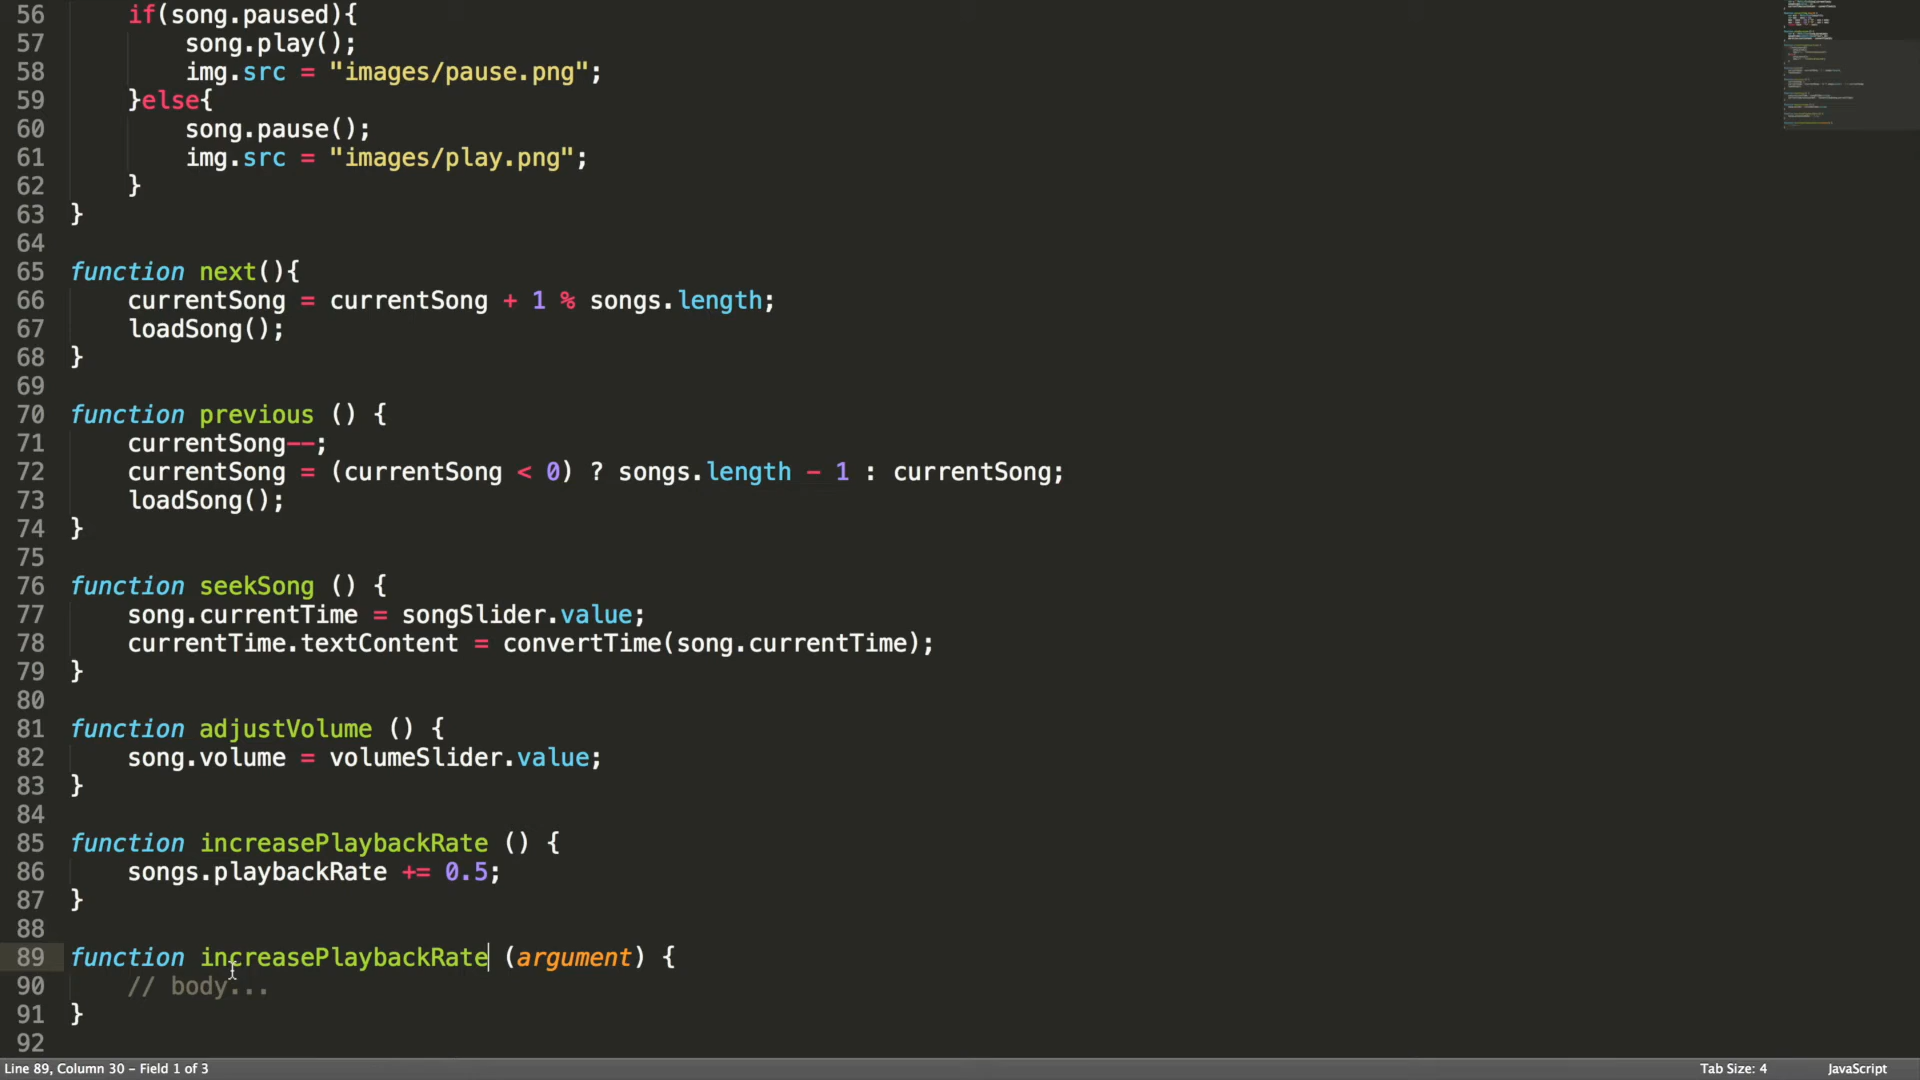 56 if(song.paused){
57 song.play();
58 img.src = "images/pause.png";
59 }else{
60 song.pause();
61 img.src = "images/play.png";
62 }
63 }
64
65 function next(){
66 currentSong = currentSong + 1 % songs.length;
67 loadSong();
68 }
69
70 function previous () {
71 currentSong--;
72 currentSong = (currentSong < 0) ? songs.length - 1 : currentSong;
73 loadSong();
74 }
75
76 function seekSong () {
77 song.currentTime = songSlider.value;
78 currentTime.textContent = convertTime(song.currentTime);
79 }
80
81 function adjustVolume () {
82 song.volume = volumeSlider.value;
83 }
84
85 function increasePlaybackRate () {
86 songs.playbackRate += 0.5;
87 }
88
89 function increasePlaybackRate (argument) {
90 // body...
91 }
92
Line 89, Column 30 - Field 1 of 3 Tab Size: 4 JavaScript